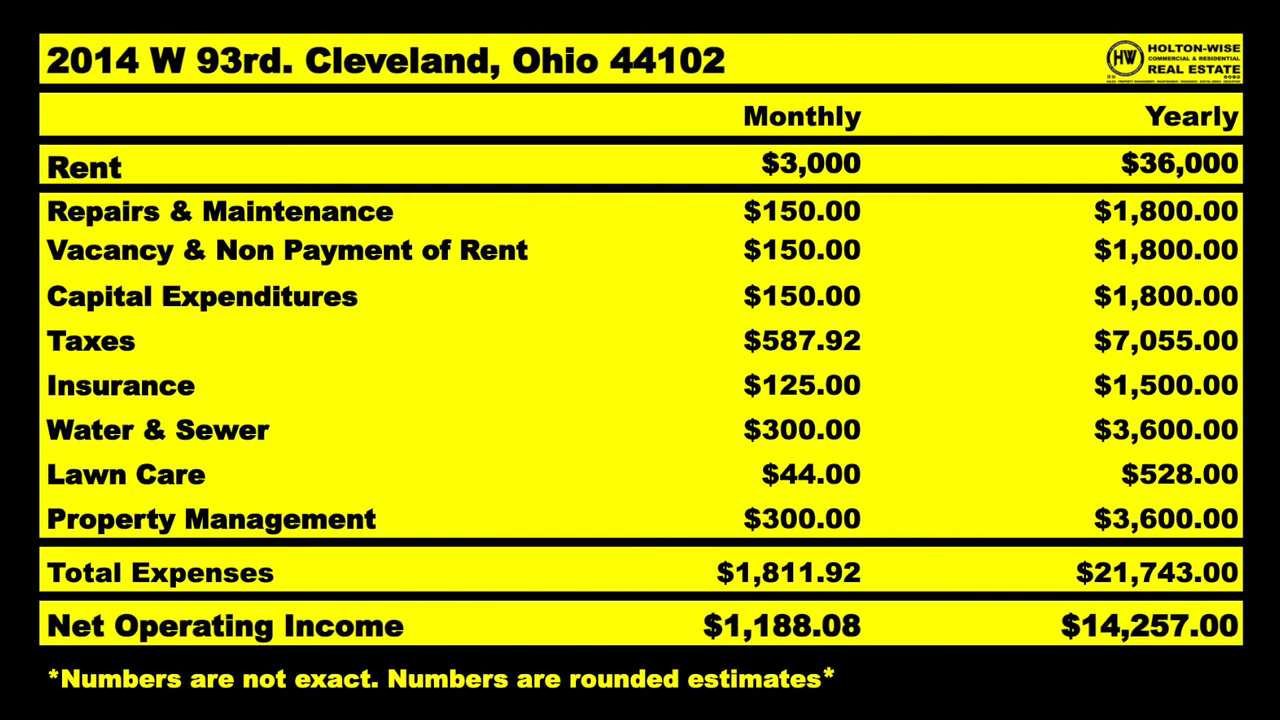 2014 W 93rd. Cleveland, Ohio 44102
HW
HOLTON-WISE
COMMERCIAL & RESIDENTIAL
REAL ESTATE
Monthly Yearly
Rent $3,000 $36,000
Repairs & Maintenance $150.00 $1,800.00
Vacancy & Non Payment of Rent $150.00 $1,800.00
Capital Expenditures $150.00 $1,800.00
Taxes $587.92 $7,055.00
Insurance $125.00 $1,500.00
Water & Sewer $300.00 $3,600.00
Lawn Care $44.00 $528.00
Property Management $300.00 $3,600.00
Total Expenses $1,811.92 $21,743.00
Net Operating Income $1,188.08 $14,257.00
*Numbers are not exact. Numbers are rounded estimates*